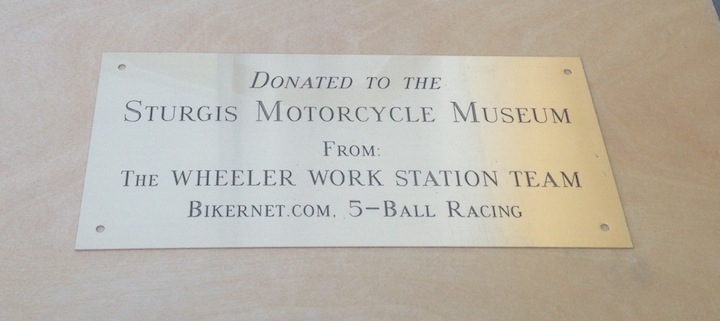 Donated to the
Sturgis Motorcycle Museum
From:
The WHEELER WORK STATION TEAM
Bikernet.com, 5-Ball Racing